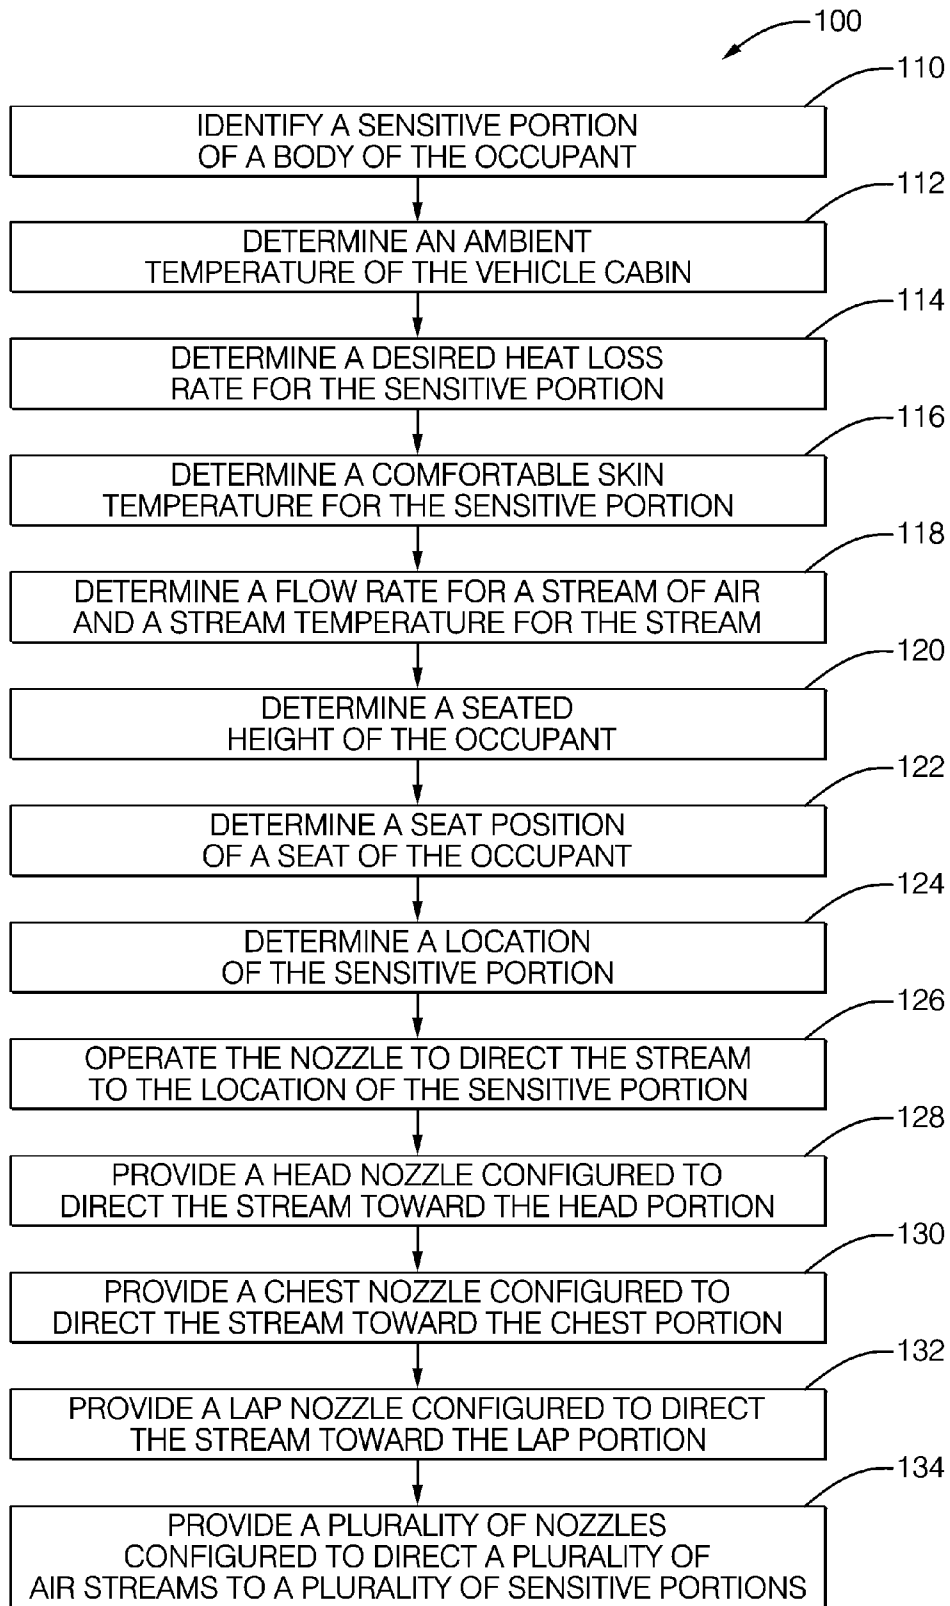 100
110
IDENTIFY A SENSITIVE PORTION
OF A BODY OF THE OCCUPANT
112
DETERMINE AN AMBIENT
TEMPERATURE OF THE VEHICLE CABIN
114
DETERMINE A DESIRED HEAT LOSS
RATE FOR THE SENSITIVE PORTION
116
DETERMINE A COMFORTABLE SKIN
TEMPERATURE FOR THE SENSITIVE PORTION
118
DETERMINE A FLOW RATE FOR A STREAM OF AIR
AND A STREAM TEMPERATURE FOR THE STREAM
120
DETERMINE A SEATED
HEIGHT OF THE OCCUPANT
122
DETERMINE A SEAT POSITION
OF A SEAT OF THE OCCUPANT
124
DETERMINE A LOCATION
OF THE SENSITIVE PORTION
126
OPERATE THE NOZZLE TO DIRECT THE STREAM
TO THE LOCATION OF THE SENSITIVE PORTION
128
PROVIDE A HEAD NOZZLE CONFIGURED TO
DIRECT THE STREAM TOWARD THE HEAD PORTION
130
PROVIDE A CHEST NOZZLE CONFIGURED TO
DIRECT THE STREAM TOWARD THE CHEST PORTION
132
PROVIDE A LAP NOZZLE CONFIGURED TO DIRECT
THE STREAM TOWARD THE LAP PORTION
134
PROVIDE A PLURALITY OF NOZZLES
CONFIGURED TO DIRECT A PLURALITY OF
AIR STREAMS TO A PLURALITY OF SENSITIVE PORTIONS